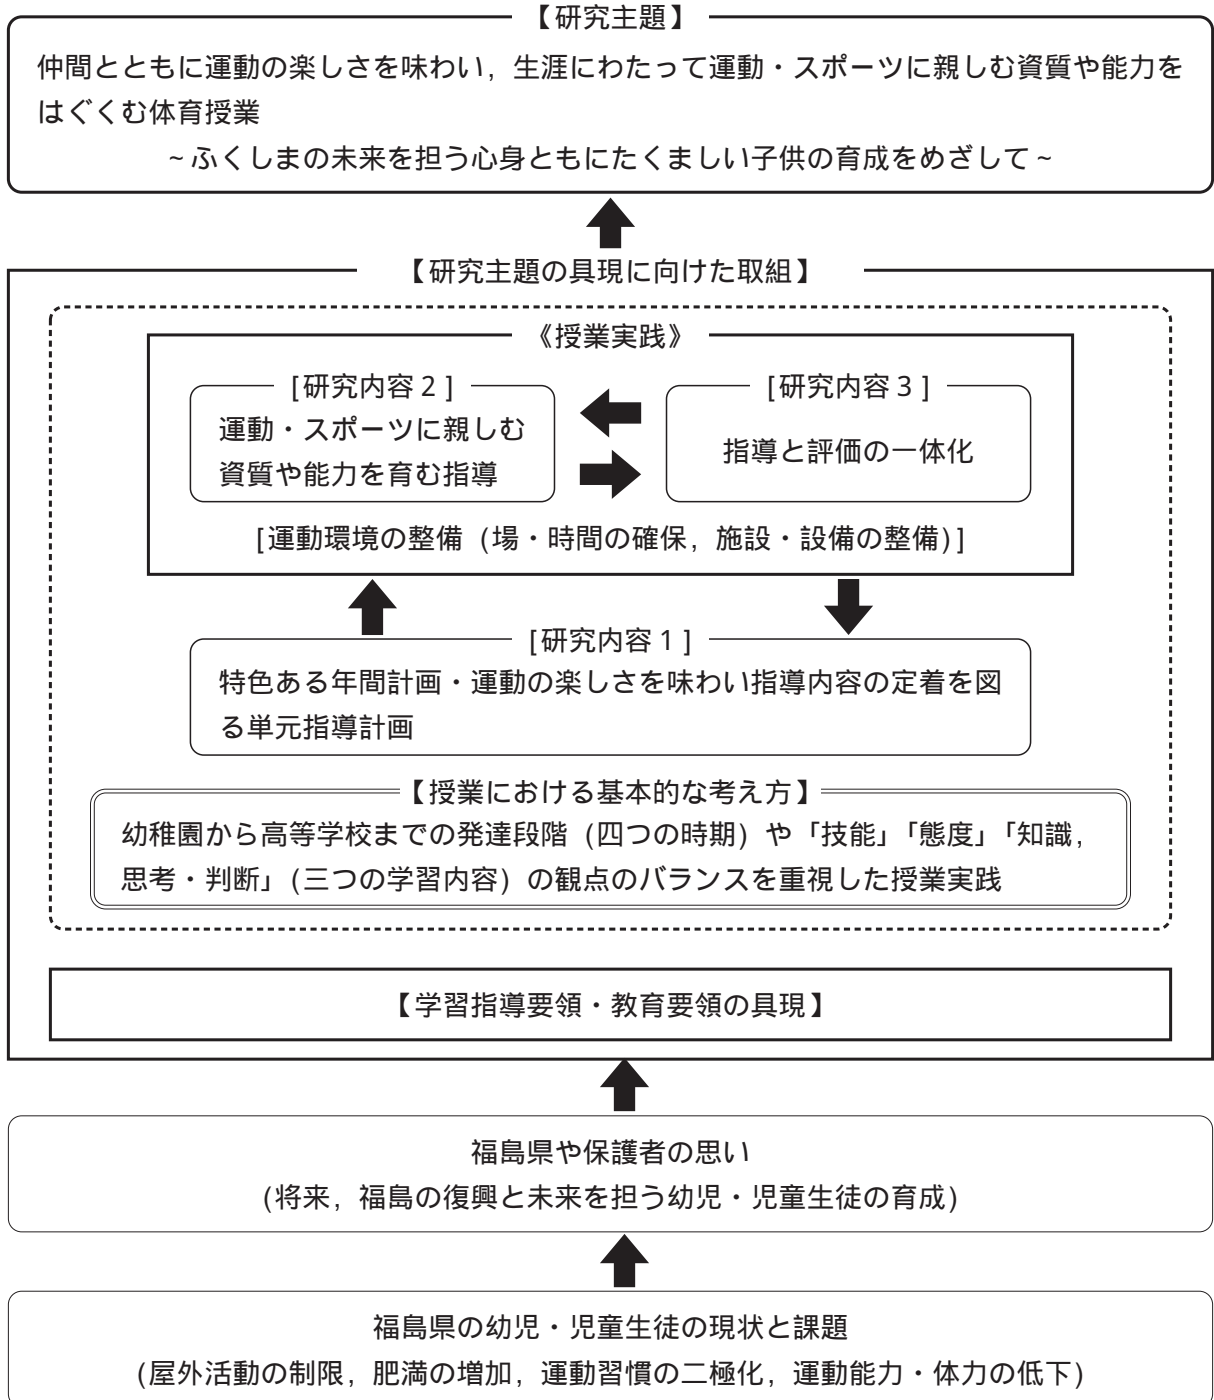 【研究主題】
仲間とともに運動の楽しさを味わい，生涯にわたって運動・スポーツに親しむ資質や能力を
はぐくむ体育授業
~ふくしまの未来を担う心身ともにたくましい子供の育成をめざして~
【研究主題の具現に向けた取組】
《授業実践》
[研究内容２]
運動・スポーツに親しむ
資質や能力を育む指導
[研究内容３]
指導と評価の一体化
[運動環境の整備（場・時間の確保，施設・設備の整備）]
[研究内容１]
特色ある年間計画・運動の楽しさを味わい指導内容の定着を図
る単元指導計画
【授業における基本的な考え方】
幼稚園から高等学校までの発達段階（四つの時期）や「技能」「態度」「知識，
思考・判断」（三つの学習内容）の観点のバランスを重視した授業実践
【学習指導要領・教育要領の具現】
福島県や保護者の思い
（将来，福島の復興と未来を担う幼児・児童生徒の育成）
福島県の幼児・児童生徒の現状と課題
（屋外活動の制限，肥満の増加，運動習慣の二極化，運動能力・体力の低下）